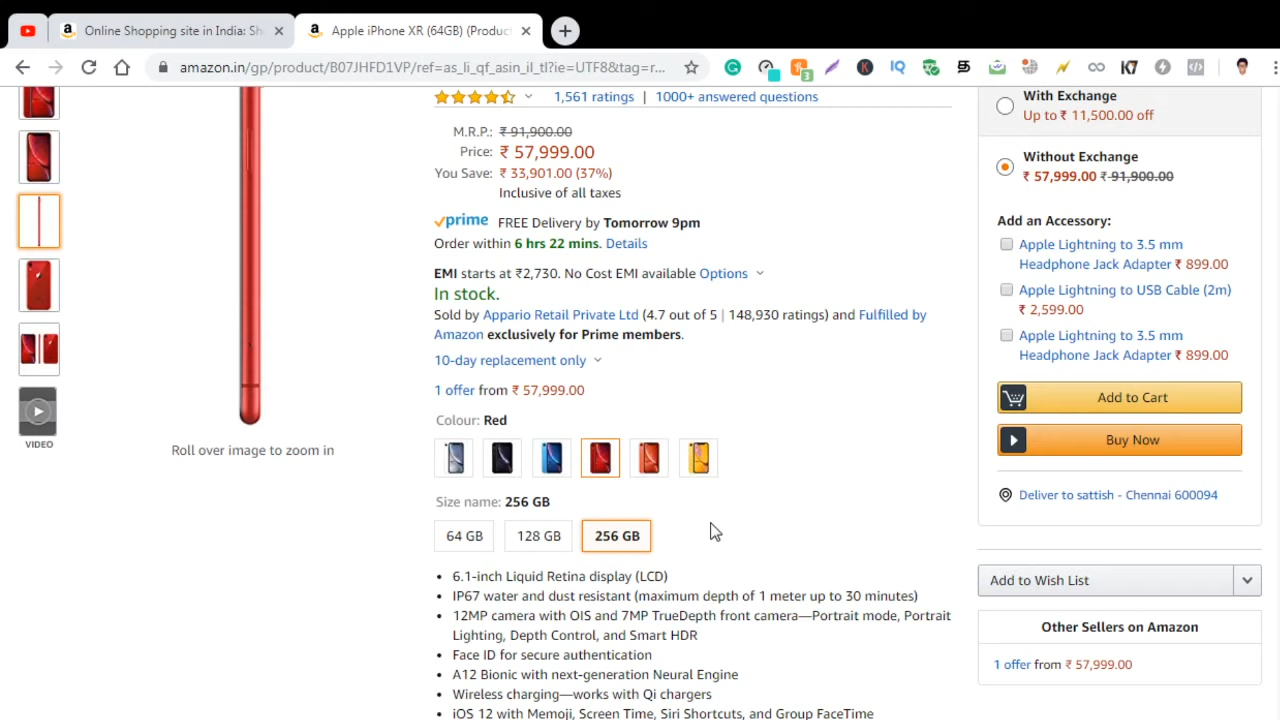 Online Shopping site in India: Sh
Apple iPhone XR (64GB) (Produc
amazon.in/gp/product/B07JHFD1VP/ref=as_li_qf_asin_il_tl?ie=UTF8&tag=r...
1,561 ratings | 1000+ answered questions
M.R.P.: ₹ 91,900.00
Price: ₹ 57,999.00
You Save: ₹ 33,901.00 (37%)
Inclusive of all taxes
prime FREE Delivery by Tomorrow 9pm
Order within 6 hrs 22 mins. Details
EMI starts at ₹2,730. No Cost EMI available Options
In stock.
Sold by Appario Retail Private Ltd (4.7 out of 5 | 148,930 ratings) and Fulfilled by
Amazon exclusively for Prime members.
10-day replacement only
1 offer from ₹ 57,999.00
Colour: Red
Size name: 256 GB
64 GB 128 GB 256 GB
6.1-inch Liquid Retina display (LCD)
IP67 water and dust resistant (maximum depth of 1 meter up to 30 minutes)
12MP camera with OIS and 7MP TrueDepth front camera—Portrait mode, Portrait
Lighting, Depth Control, and Smart HDR
Face ID for secure authentication
A12 Bionic with next-generation Neural Engine
Wireless charging—works with Qi chargers
iOS 12 with Memoji, Screen Time, Siri Shortcuts, and Group FaceTime
VIDEO
Roll over image to zoom in
With Exchange
Up to ₹ 11,500.00 off
Without Exchange
₹ 57,999.00 ₹ 91,900.00
Add an Accessory:
Apple Lightning to 3.5 mm
Headphone Jack Adapter ₹ 899.00
Apple Lightning to USB Cable (2m)
₹ 2,599.00
Apple Lightning to 3.5 mm
Headphone Jack Adapter ₹ 899.00
Add to Cart
Buy Now
Deliver to sattish - Chennai 600094
Add to Wish List
Other Sellers on Amazon
1 offer from ₹ 57,999.00